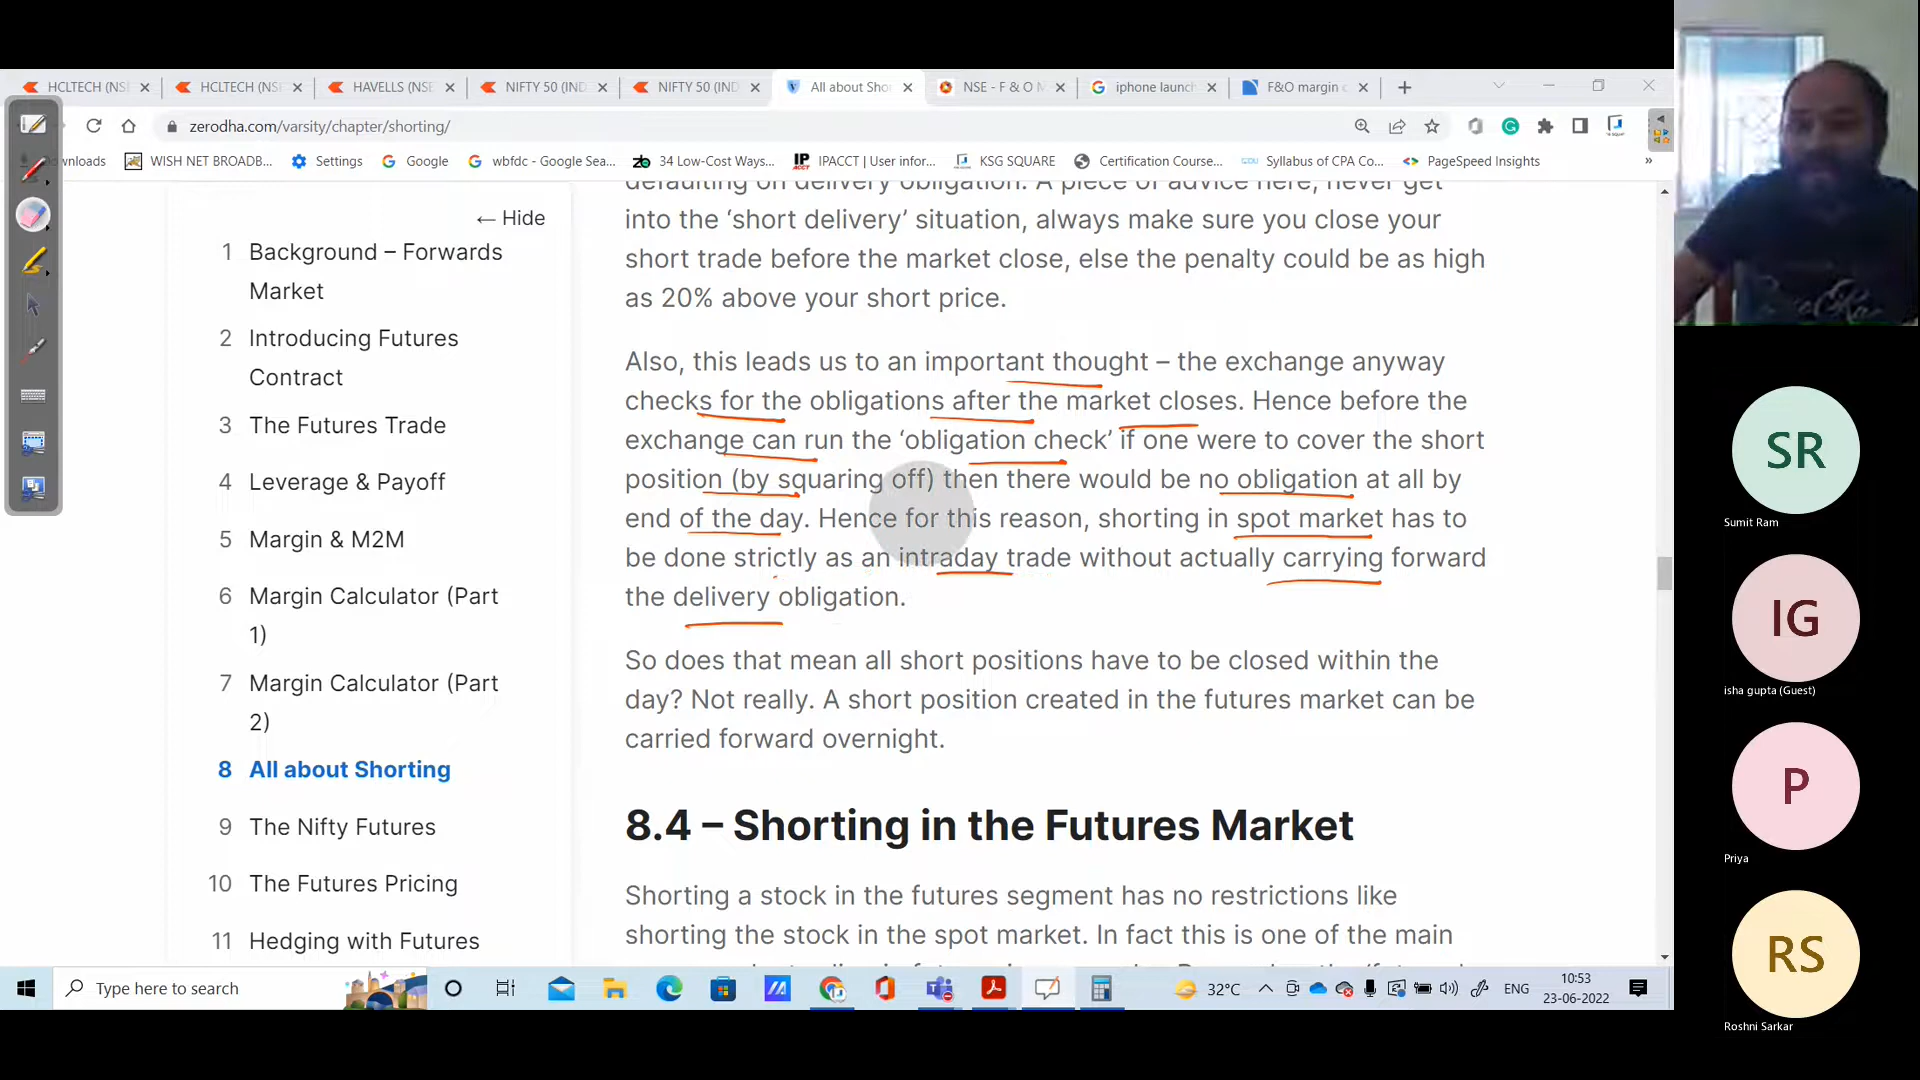 HCLTECH (NSE
HCLTECH (NSE
HAVELLS (NSE
NIFTY 50 (IND
NIFTY 50 (IND
All about Shor
NSE - F & O M
iphone launch
F&O margin c
zerodha.com/varsity/chapter/shorting/
wnloads
WISH NET BROADB...
Settings
Google
wbfdc - Google Sea...
34 Low-Cost Ways...
IPACCT | User infor...
KSG SQUARE
Certification Course...
Syllabus of CPA Co...
PageSpeed Insights
»
← Hide
1 Background – Forwards
Market
2 Introducing Futures
Contract
3 The Futures Trade
4 Leverage & Payoff
5 Margin & M2M
6 Margin Calculator (Part
1)
7 Margin Calculator (Part
2)
8 All about Shorting
9 The Nifty Futures
10 The Futures Pricing
11 Hedging with Futures
defaulting on delivery obligation. A piece of advice here, never get
into the ‘short delivery’ situation, always make sure you close your
short trade before the market close, else the penalty could be as high
as 20% above your short price.
Also, this leads us to an important thought – the exchange anyway
checks for the obligations after the market closes. Hence before the
exchange can run the ‘obligation check’ if one were to cover the short
position (by squaring off) then there would be no obligation at all by
end of the day. Hence for this reason, shorting in spot market has to
be done strictly as an intraday trade without actually carrying forward
the delivery obligation.
So does that mean all short positions have to be closed within the
day? Not really. A short position created in the futures market can be
carried forward overnight.
8.4 – Shorting in the Futures Market
Shorting a stock in the futures segment has no restrictions like
shorting the stock in the spot market. In fact this is one of the main
Type here to search
32°C
ENG
10:53
23-06-2022
SR
Sumit Ram
IG
isha gupta (Guest)
P
Priya
RS
Roshni Sarkar